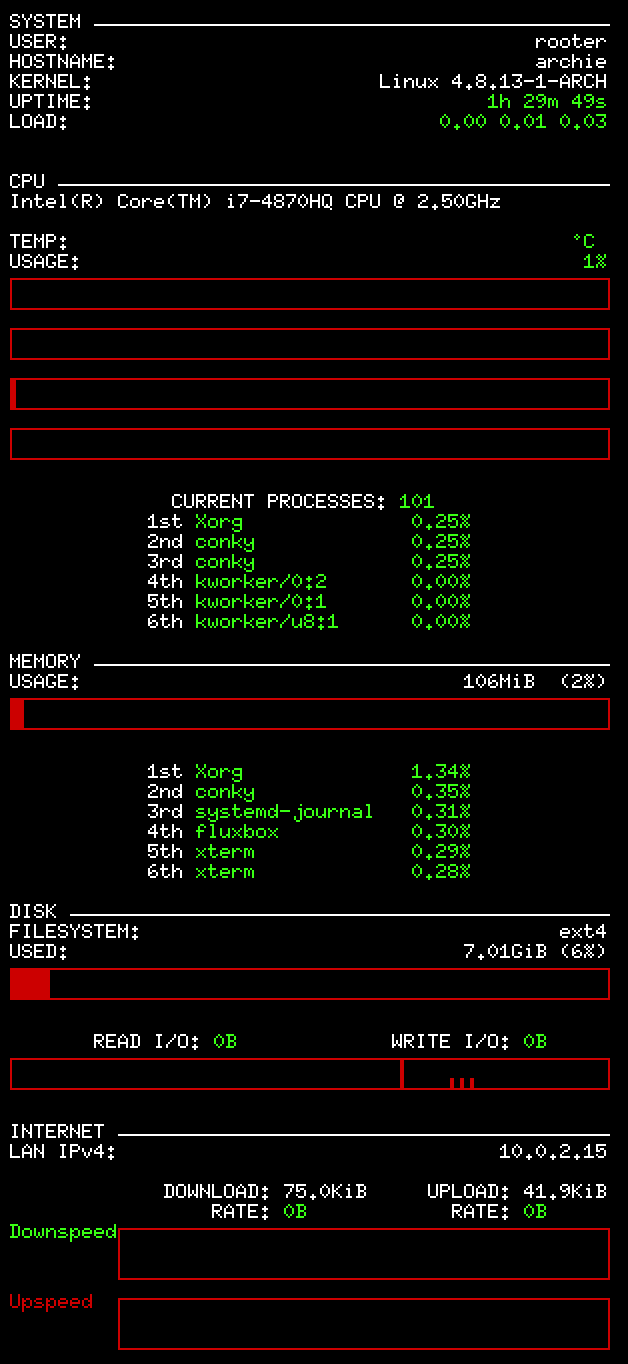 SYSTEM
USER: rooter
HOSTNAME: archie
KERNEL: Linux 4.8.13-1-ARCH
UPTIME: 1h 29m 49s
LOAD: 0.00 0.01 0.03
CPU
Intel(R) Core(TM) i7-4870HQ CPU @ 2.50GHz
TEMP: °C
USAGE: 1%
CURRENT PROCESSES: 101
1st Xorg 0.25%
2nd conky 0.25%
3rd conky 0.25%
4th kworker/0:2 0.00%
5th kworker/0:1 0.00%
6th kworker/u8:1 0.00%
MEMORY
USAGE: 106MiB (2%)
1st Xorg 1.34%
2nd conky 0.35%
3rd systemd-journal 0.31%
4th fluxbox 0.30%
5th xterm 0.29%
6th xterm 0.28%
DISK
FILESYSTEM: ext4
USED: 7.01GiB (6%)
READ I/O: 0B WRITE I/O: 0B
INTERNET
LAN IPv4: 10.0.2.15
DOWNLOAD: 75.0KiB UPLOAD: 41.9KiB
RATE: 0B RATE: 0B
Downspeed
Upspeed